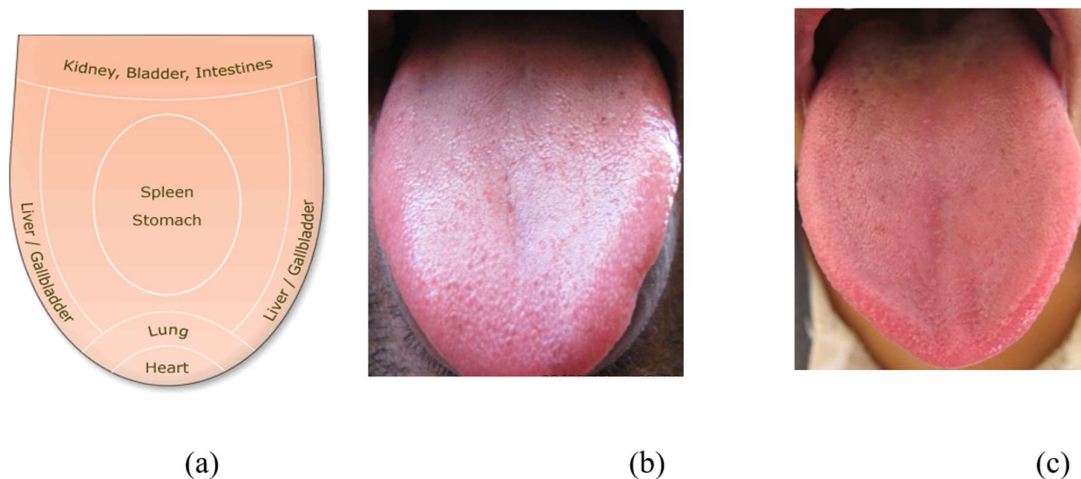 Kidney, Bladder, Intestines
Spleen
Stomach
Liver / Gallbladder
Liver / Gallbladder
Lung
Heart
(a)
(b)
(c)